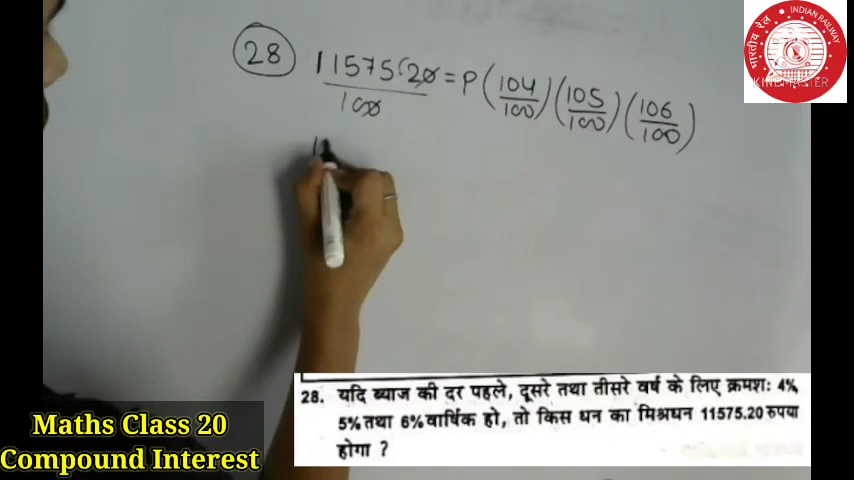 भारतीय रेल
INDIAN RAILWAY
KINEMASTER
28 1157520 = P (104/100) (105/100) (106/100)
100
28. यदि ब्याज की दर पहले, दूसरे तथा तीसरे वर्ष के लिए क्रमशः 4%,
5% तथा 6% वार्षिक हो, तो किस धन का मिश्रधन 11575.20 रुपया
होगा ?
Maths Class 20
Compound Interest